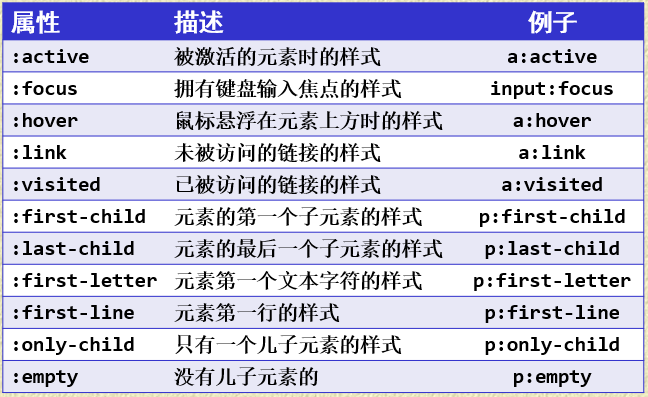 属性 描述 例子
:active 被激活的元素时的样式 a:active
:focus 拥有键盘输入焦点的样式 input:focus
:hover 鼠标悬浮在元素上方时的样式 a:hover
:link 未被访问的链接的样式 a:link
:visited 已被访问的链接的样式 a:visited
:first-child 元素的第一个子元素的样式 p:first-child
:last-child 元素的最后一个子元素的样式 p:last-child
:first-letter 元素第一个文本字符的样式 p:first-letter
:first-line 元素第一行的样式 p:first-line
:only-child 只有一个儿子元素的样式 p:only-child
:empty 没有儿子元素的 p:empty